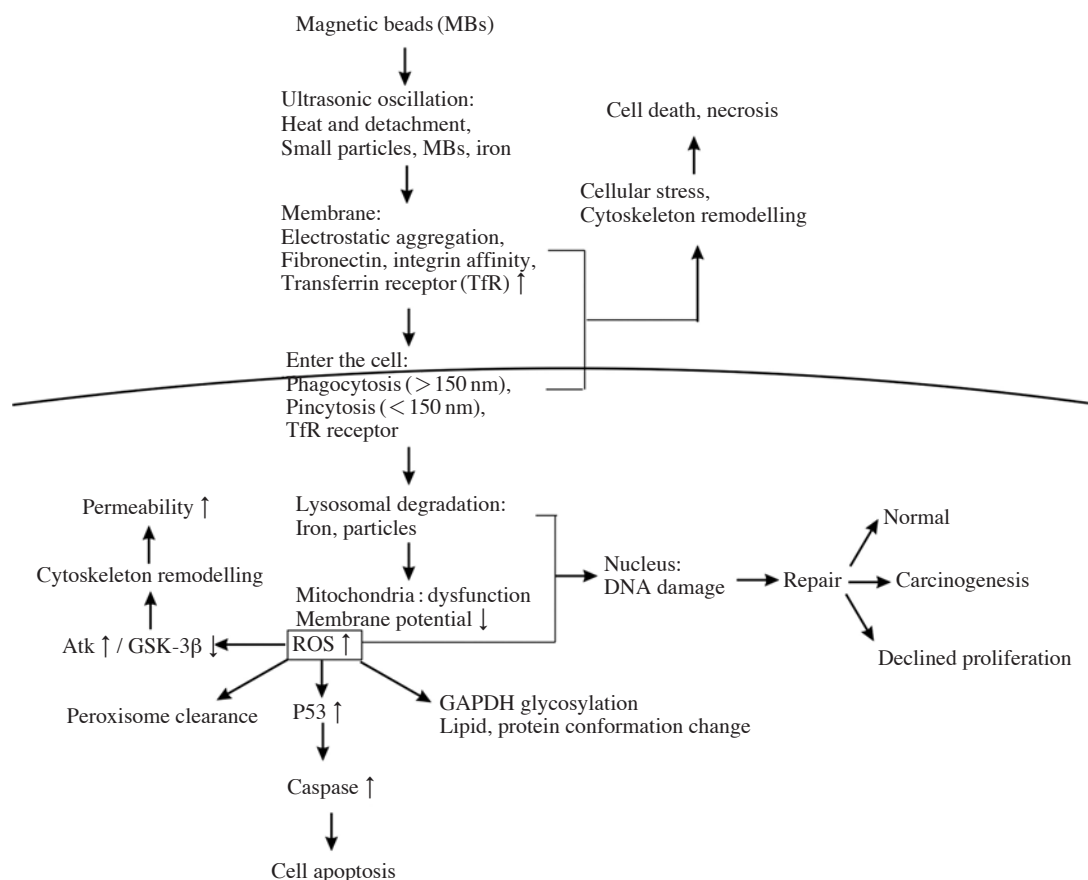 Magnetic beads (MBs)
Ultrasonic oscillation:
Heat and detachment,
Small particles, MBs, iron
Cell death, necrosis
Cellular stress,
Cytoskeleton remodelling
Membrane:
Electrostatic aggregation,
Fibronectin, integrin affinity,
Transferrin receptor (TfR) ↑
Enter the cell:
Phagocytosis (> 150 nm),
Pincytosis (< 150 nm),
TfR receptor
Lysosomal degradation:
Iron, particles
Mitochondria : dysfunction
Membrane potential ↓
ROS ↑
Permeability ↑
Cytoskeleton remodelling
Atk ↑ / GSK-3β ↓
Peroxisome clearance
P53 ↑
Caspase ↑
Cell apoptosis
GAPDH glycosylation
Lipid, protein conformation change
Nucleus:
DNA damage
Repair
Normal
Carcinogenesis
Declined proliferation